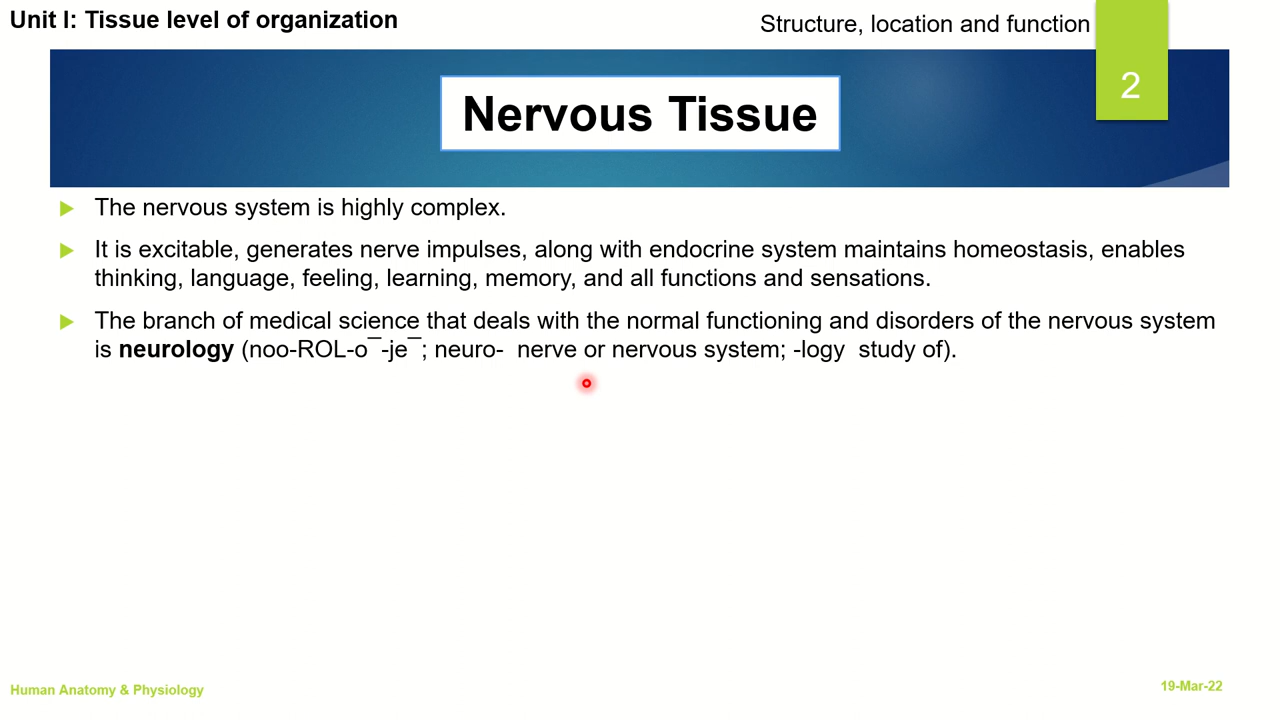 Unit I: Tissue level of organization
Structure, location and function
2
Nervous Tissue
The nervous system is highly complex.
It is excitable, generates nerve impulses, along with endocrine system maintains homeostasis, enables
thinking, language, feeling, learning, memory, and all functions and sensations.
The branch of medical science that deals with the normal functioning and disorders of the nervous system
is neurology (noo-ROL-o¯-je¯; neuro- nerve or nervous system; -logy study of).
Human Anatomy & Physiology
19-Mar-22